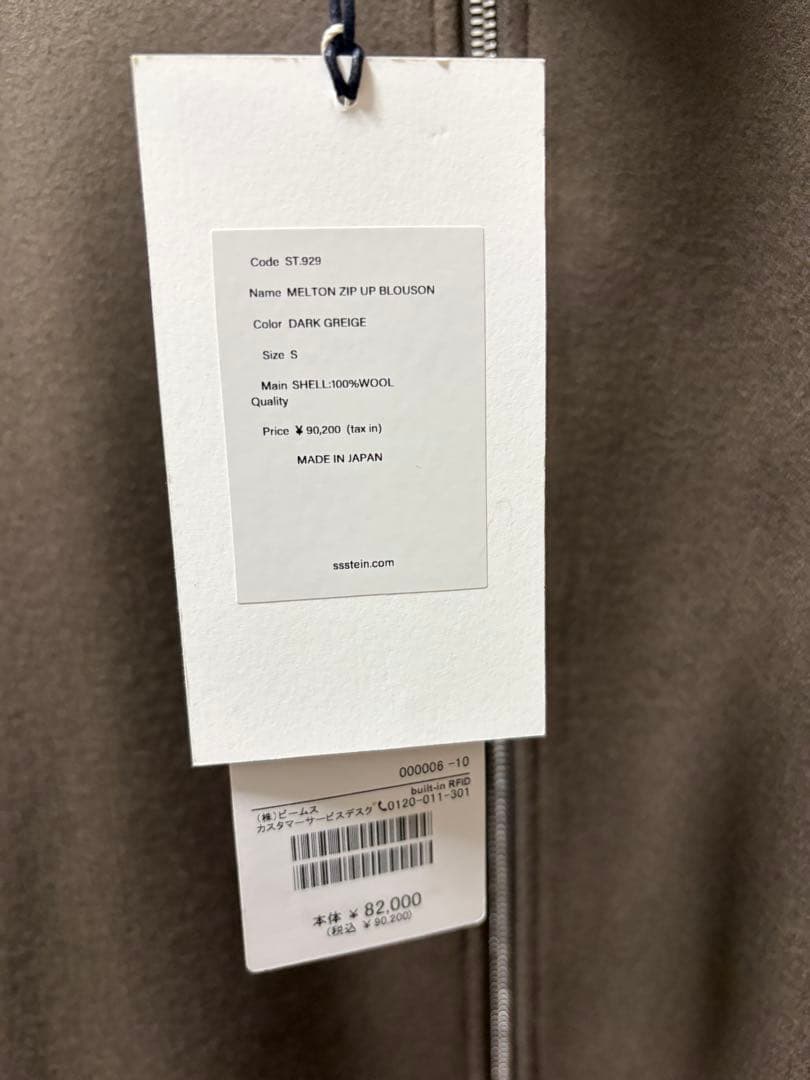 Code ST.929
Name MELTON ZIP UP BLOUSON
Color DARK GREIGE
Size S
Main SHELL:100%WOOL
Quality
Price ¥ 90,200 (tax in)
MADE IN JAPAN
ssstein.com
000006 -10
built-in RFID
(株)ビームス
カスタマーサービスデスク 0120-011-301
本体 ¥ 82,000
(税込 ¥ 90,200)